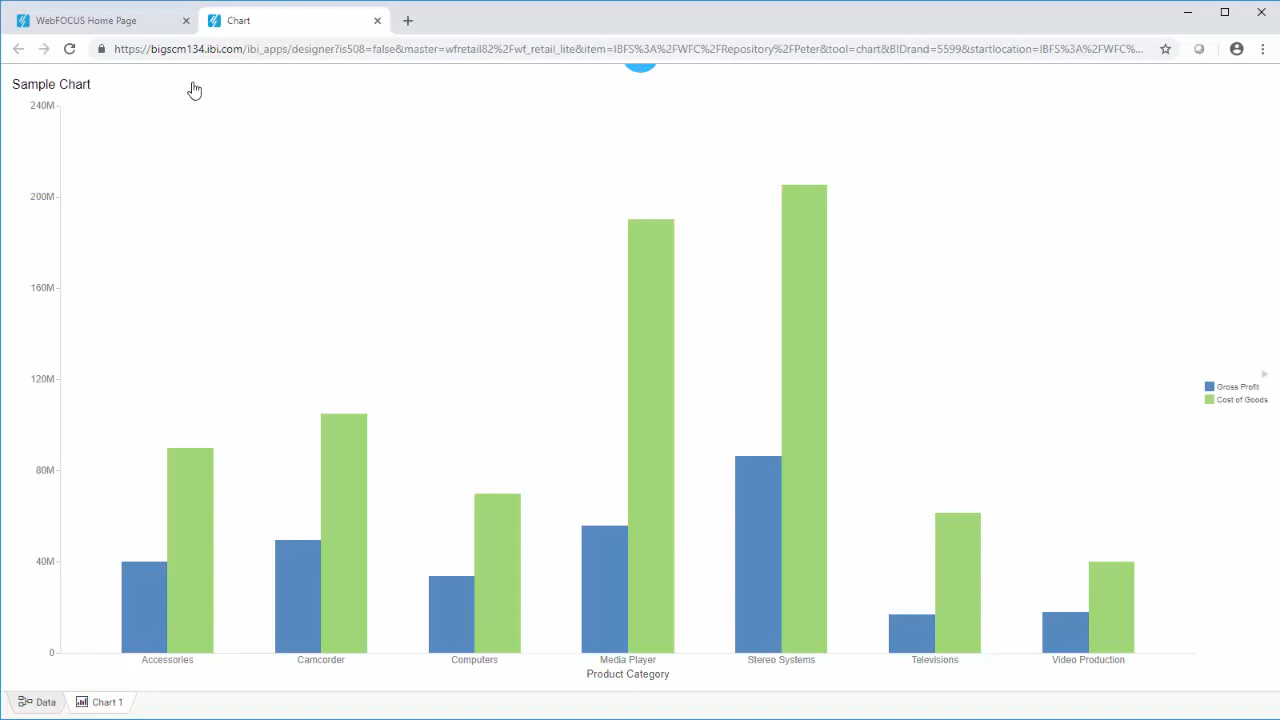 WebFOCUS Home Page
Chart
https://bigscm134.ibi.com/ibi_apps/designer?is508=false&master=wfretail82%2Fwf_retail_lite&item=IBFS%3A%2FWFC%2FRepository%2FPeter&tool=chart&BIDrand=5599&startlocation=IBFS%3A%2FWFC%...
Sample Chart
240M
200M
160M
120M
80M
40M
0
Gross Profit
Cost of Goods
Accessories Camcorder Computers Media Player Stereo Systems Televisions Video Production
Product Category
Data
Chart 1